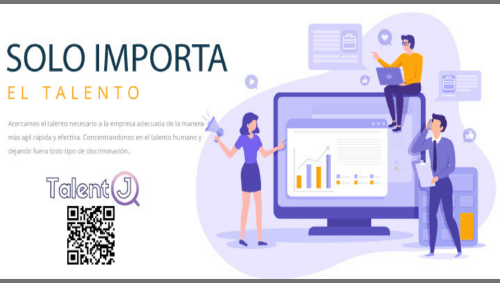 SOLO IMPORTA
EL TALENTO
Acercamos el talento necesario a la empresa adecuada de la manera
más agil rápida y efectiva. Concentrandonos en el talento humano y
dejando fuera todo tipo de discriminación..
Talent J